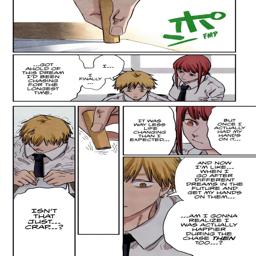 ポ
FWP
I
FINALLY
...
...GOT
AHOLD OF
THIS DREAM
I'D BEEN
CHASING
FOR THE
LONGEST
TIME.
BUT ONCE I
ACTUALLY
HAD MY
HANDS
ON IT...
IT WAS
WAY LESS
LIFE
CHANGING
THAN I
EXPECTED...
AND NOW
I'M LIKE...
WHEN I
GO AFTER
DIFFERENT
DREAMS IN THE
FUTURE AND
GET MY HANDS
ON THEM...
...AM I GONNA
REALIZE I
WAS ACTUALLY
HAPPIER
DURING THE
CHASE THEN
TOO...?
ISN'T
THAT
JUST...
CRAP...?